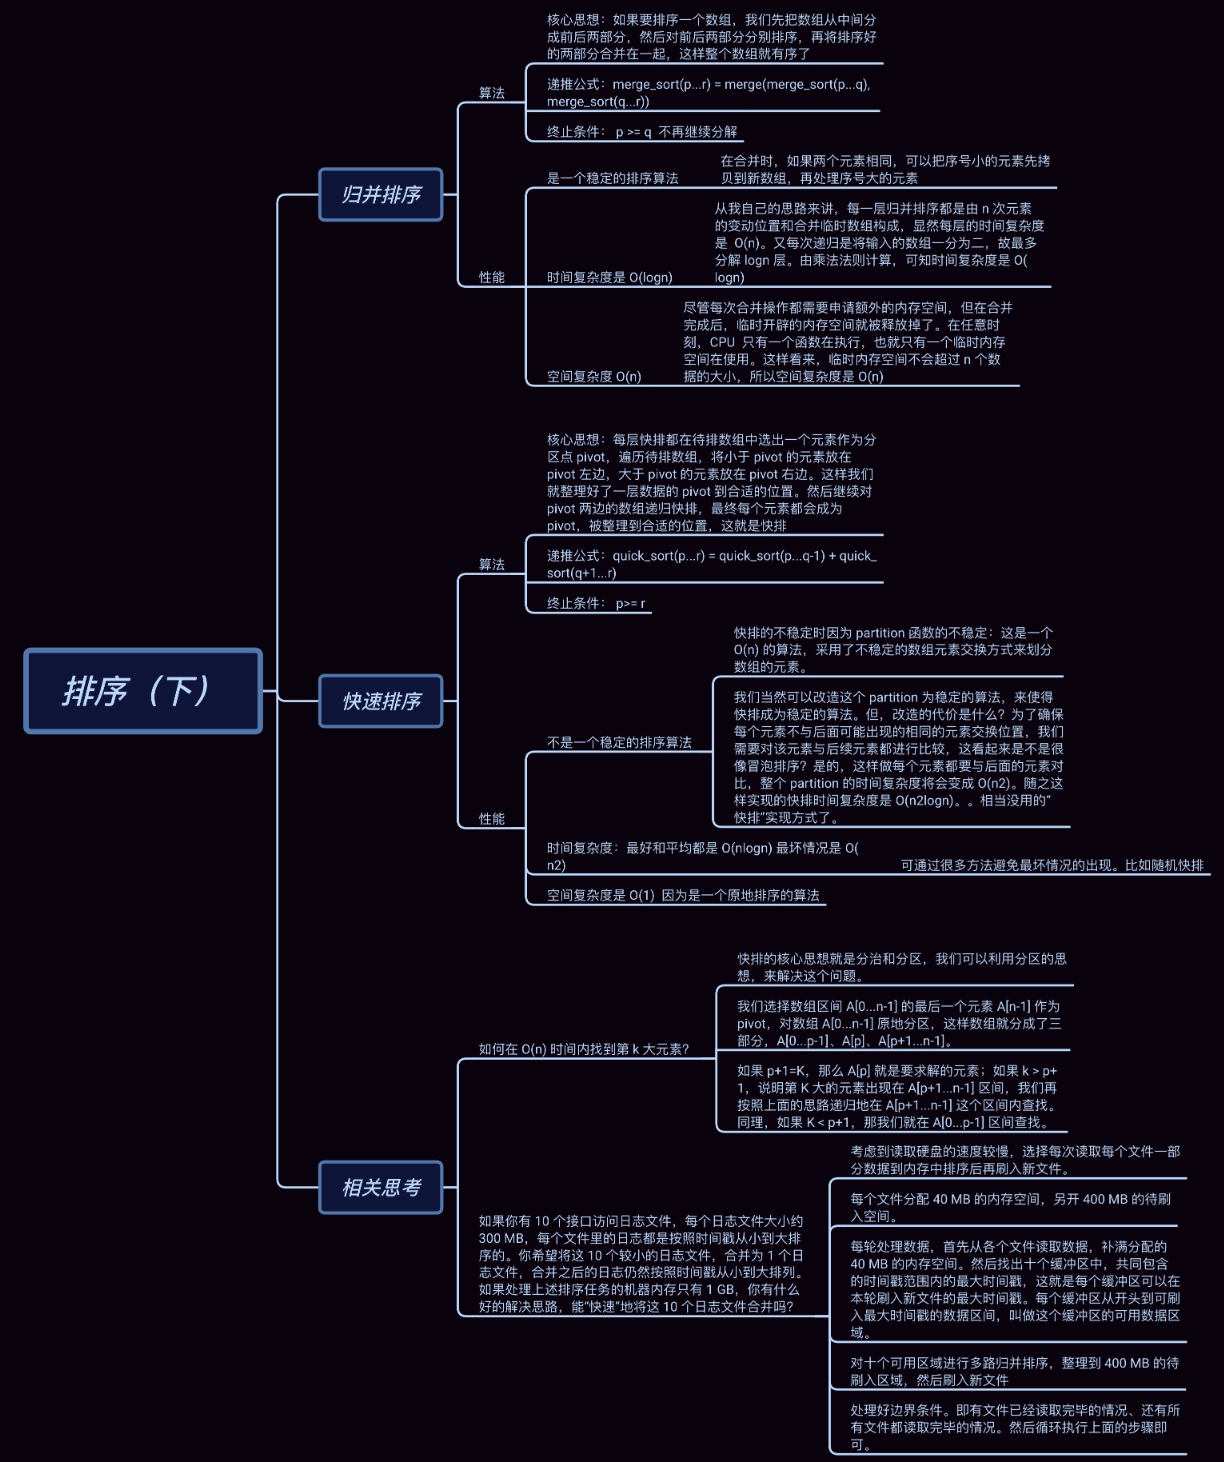 排序（下）
归并排序
算法
核心思想：如果要排序一个数组，我们先把数组从中间分
成前后两部分，然后对前后两部分分别排序，再将排序好
的两部分合并在一起，这样整个数组就有序了
递推公式：merge_sort(p...r) = merge(merge_sort(p...q),
merge_sort(q...r))
终止条件： p >= q 不再继续分解
性能
是一个稳定的排序算法
在合并时，如果两个元素相同，可以把序号小的元素先拷
贝到新数组，再处理序号大的元素
时间复杂度是 O(logn)
从我自己的思路来讲，每一层归并排序都是由 n 次元素
的变动位置和合并临时数组构成，显然每层的时间复杂度
是 O(n)。又每次递归是将输入的数组一分为二，故最多
分解 logn 层。由乘法法则计算，可知时间复杂度是 O(
logn)
空间复杂度 O(n)
尽管每次合并操作都需要申请额外的内存空间，但在合并
完成后，临时开辟的内存空间就被释放掉了。在任意时
刻，CPU 只有一个函数在执行，也就只有一个临时内存
空间在使用。这样看来，临时内存空间不会超过 n 个数
据的大小，所以空间复杂度是 O(n)
快速排序
算法
核心思想：每层快排都在待排数组中选出一个元素作为分
区点 pivot，遍历待排数组，将小于 pivot 的元素放在
pivot 左边，大于 pivot 的元素放在 pivot 右边。这样我们
就整理好了一层数据的 pivot 到合适的位置。然后继续对
pivot 两边的数组递归快排，最终每个元素都会成为
pivot，被整理到合适的位置，这就是快排
递推公式：quick_sort(p...r) = quick_sort(p...q-1) + quick_
sort(q+1...r)
终止条件： p>= r
性能
不是一个稳定的排序算法
快排的不稳定时因为 partition 函数的不稳定：这是一个
O(n) 的算法，采用了不稳定的数组元素交换方式来划分
数组的元素。
我们当然可以改造这个 partition 为稳定的算法，来使得
快排成为稳定的算法。但，改造的代价是什么？为了确保
每个元素不与后面可能出现的相同的元素交换位置，我们
需要对该元素与后续元素都进行比较，这看起来是不是很
像冒泡排序？是的，这样做每个元素都要与后面的元素对
比，整个 partition 的时间复杂度将会变成 O(n2)。随之这
样实现的快排时间复杂度是 O(n2logn)。。相当没用的“
快排”实现方式了。
时间复杂度：最好和平均都是 O(nlogn) 最坏情况是 O(
n2)
可通过很多方法避免最坏情况的出现。比如随机快排
空间复杂度是 O(1) 因为是一个原地排序的算法
相关思考
如何在 O(n) 时间内找到第 k 大元素？
快排的核心思想就是分治和分区，我们可以利用分区的思
想，来解决这个问题。
我们选择数组区间 A[0...n-1] 的最后一个元素 A[n-1] 作为
pivot，对数组 A[0...n-1] 原地分区，这样数组就分成了三
部分，A[0...p-1]、A[p]、A[p+1...n-1]。
如果 p+1=K，那么 A[p] 就是要求解的元素；如果 k > p+
1，说明第 K 大的元素出现在 A[p+1...n-1] 区间，我们再
按照上面的思路递归地在 A[p+1...n-1] 这个区间内查找。
同理，如果 K < p+1，那我们就在 A[0...p-1] 区间查找。
如果你有 10 个接口访问日志文件，每个日志文件大小约
300 MB，每个文件里的日志都是按照时间戳从小到大排
序的。你希望将这 10 个较小的日志文件，合并为 1 个日
志文件，合并之后的日志仍然按照时间戳从小到大排列。
如果处理上述排序任务的机器内存只有 1 GB，你有什么
好的解决思路，能“快速”地将这 10 个日志文件合并吗？
考虑到读取硬盘的速度较慢，选择每次读取每个文件一部
分数据到内存中排序后再刷入新文件。
每个文件分配 40 MB 的内存空间，另开 400 MB 的待刷
入空间。
每轮处理数据，首先从各个文件读取数据，补满分配的
40 MB 的内存空间。然后找出十个缓冲区中，共同包含
的时间戳范围内的最大时间戳，这就是每个缓冲区可以在
本轮刷入新文件的最大时间戳。每个缓冲区从开头到可刷
入最大时间戳的数据区间，叫做这个缓冲区的可用数据区
域。
对十个可用区域进行多路归并排序，整理到 400 MB 的待
刷入区域，然后刷入新文件
处理好边界条件。即有文件已经读取完毕的情况、还有所
有文件都读取完毕的情况。然后循环执行上面的步骤即
可。